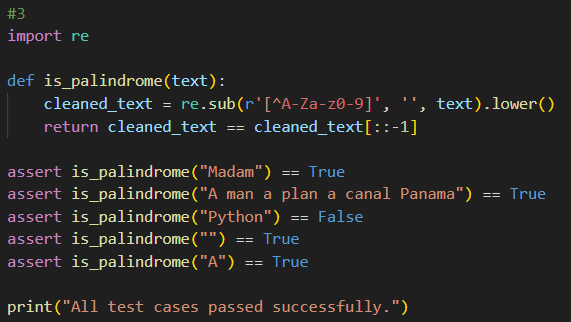 #3
import re
def is_palindrome(text):
    cleaned_text = re.sub(r'[^A-Za-z0-9]', '', text).lower()
    return cleaned_text == cleaned_text[::-1]
assert is_palindrome("Madam") == True
assert is_palindrome("A man a plan a canal Panama") == True
assert is_palindrome("Python") == False
assert is_palindrome("") == True
assert is_palindrome("A") == True
print("All test cases passed successfully.")